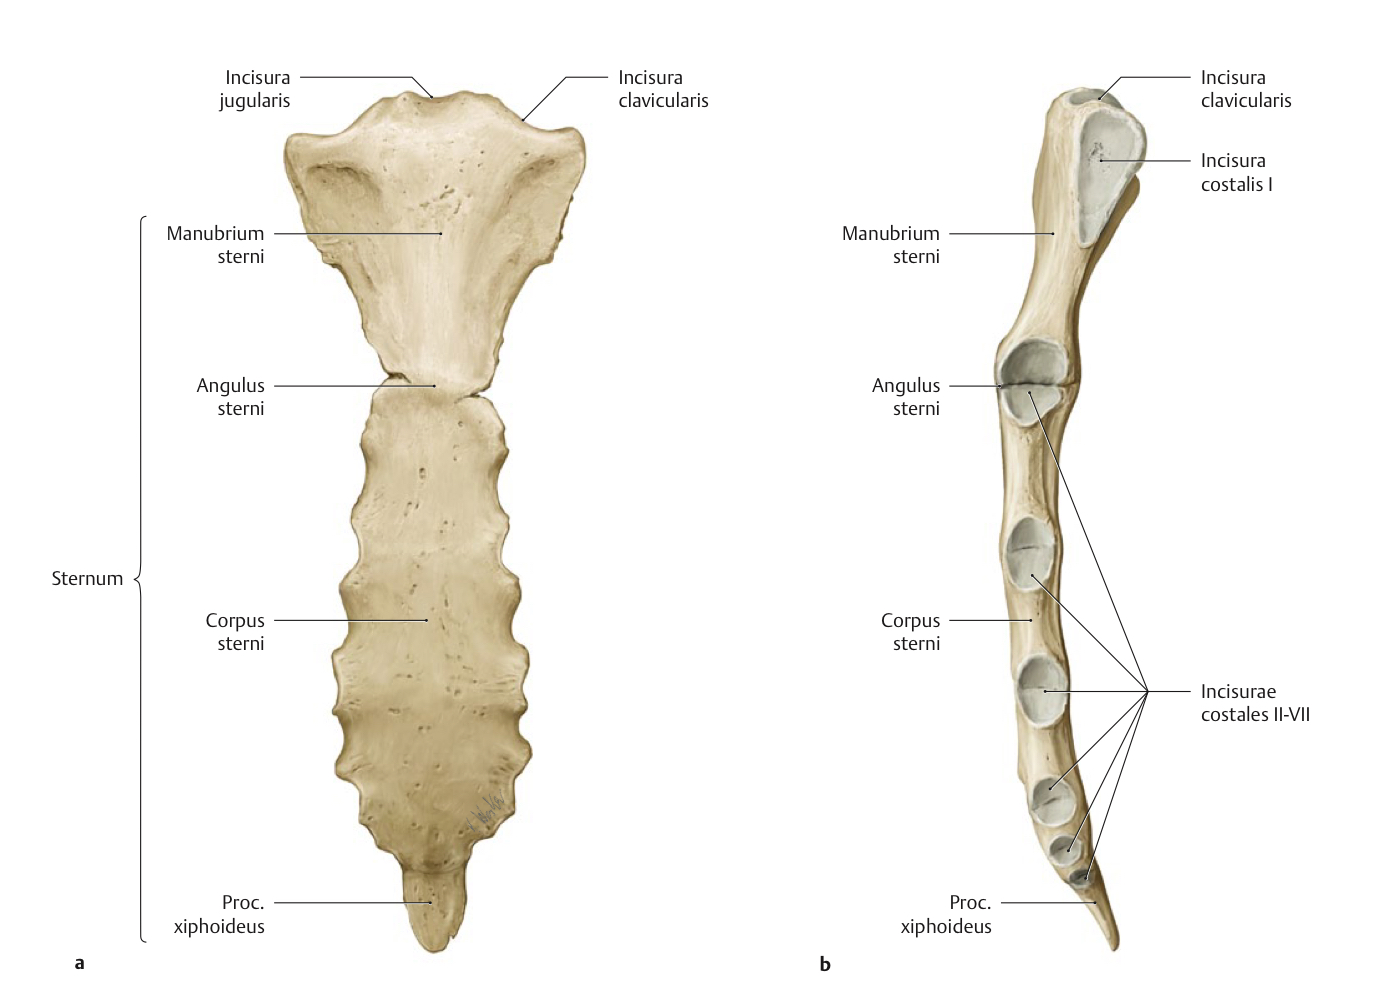 Incisura
jugularis
Incisura
clavicularis
Manubrium
sterni
Angulus
sterni
Sternum
Corpus
sterni
Proc.
xiphoideus
a
Incisura
clavicularis
Incisura
costalis I
Manubrium
sterni
Angulus
sterni
Corpus
sterni
Incisurae
costales II-VII
Proc.
xiphoideus
b